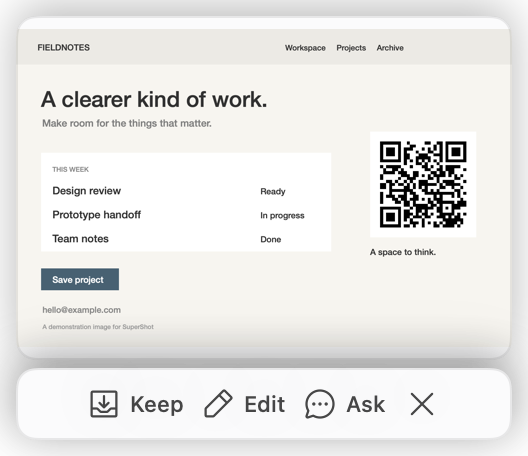 FIELDNOTES
Workspace Projects Archive
A clearer kind of work.
Make room for the things that matter.
THIS WEEK
Design review Ready
Prototype handoff In progress
Team notes Done
A space to think.
Save project
hello@example.com
A demonstration image for SuperShot
Keep Edit Ask